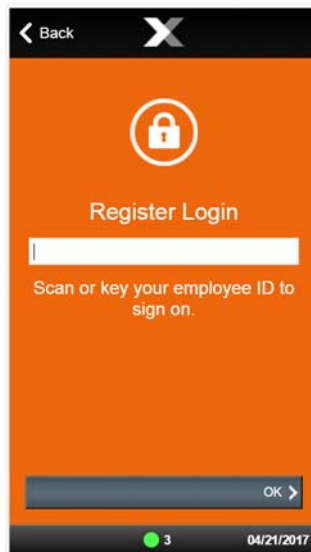 Back
Register Login
Scan or key your employee ID to
sign on.
OK
3
04/21/2017